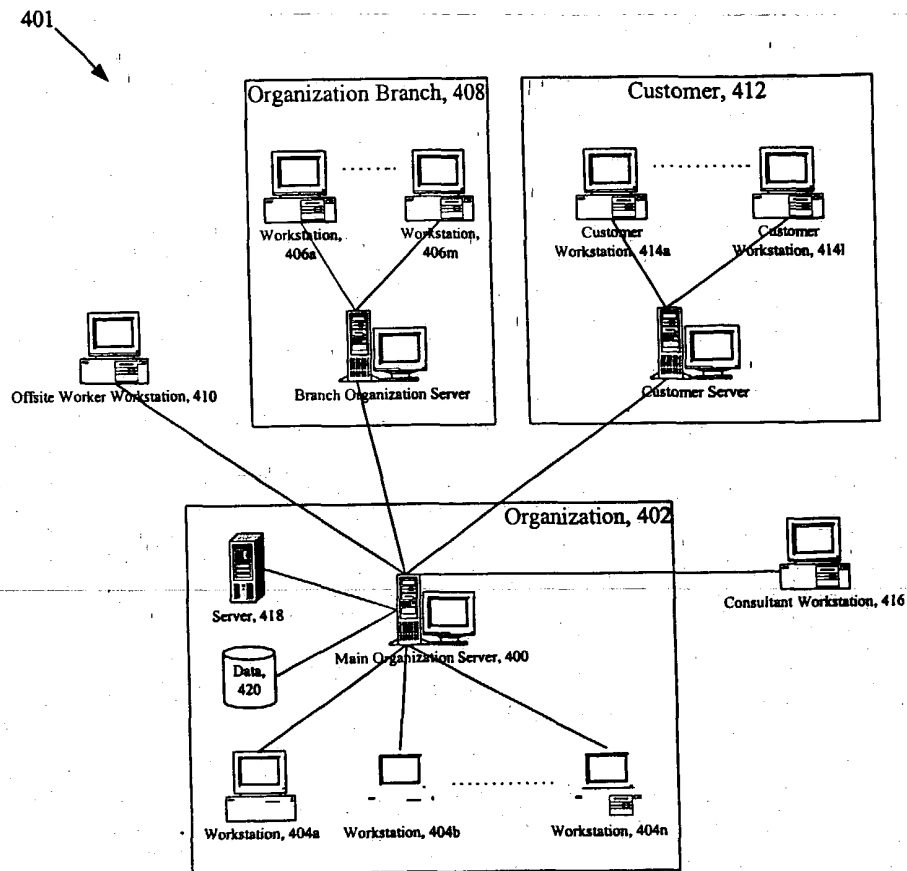 401
Organization Branch, 408
Customer, 412
Workstation,
406a
Workstation,
406m
Customer
Workstation, 414a
Customer
Workstation, 414l
Offsite Worker Workstation, 410
Branch Organization Server
Customer Server
Organization, 402
Server, 418
Main Organization Server, 400
Consultant Workstation, 416
Data,
420
Workstation, 404a
Workstation, 404b
Workstation, 404n